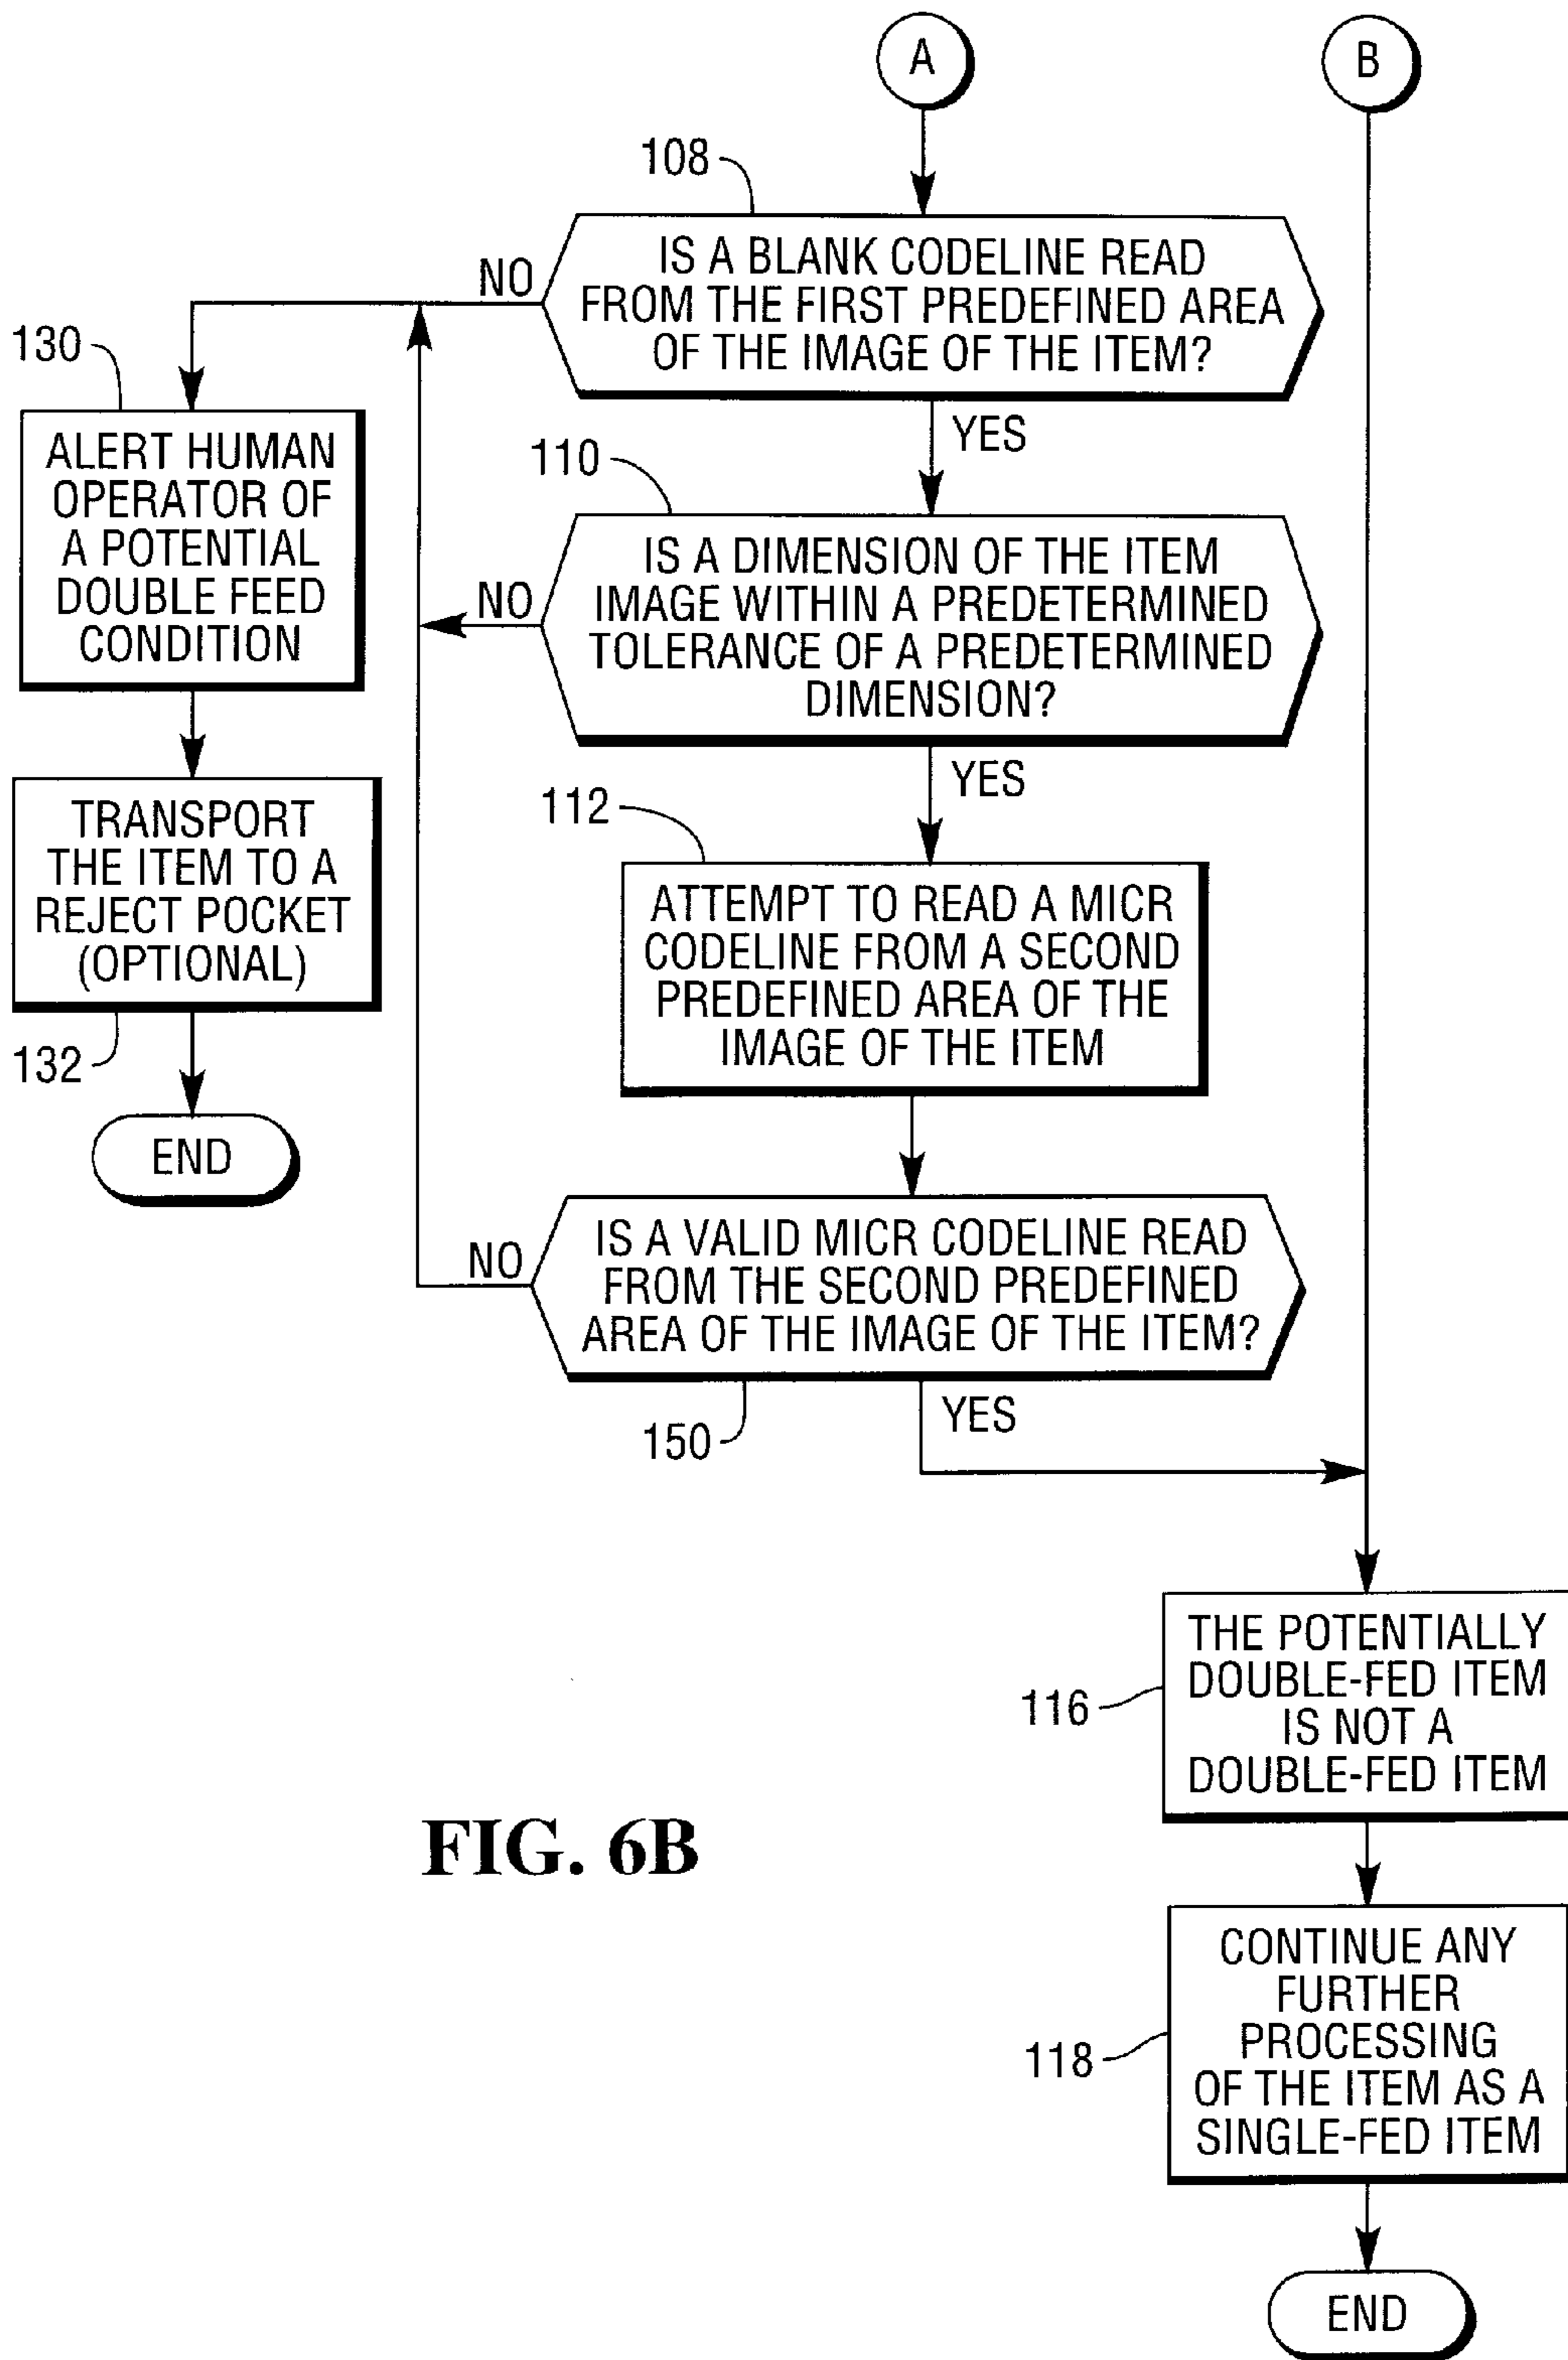 A
B
108
IS A BLANK CODELINE READ
FROM THE FIRST PREDEFINED AREA
OF THE IMAGE OF THE ITEM?
NO
YES
130
ALERT HUMAN
OPERATOR OF
A POTENTIAL
DOUBLE FEED
CONDITION
110
IS A DIMENSION OF THE ITEM
IMAGE WITHIN A PREDETERMINED
TOLERANCE OF A PREDETERMINED
DIMENSION?
NO
YES
TRANSPORT
THE ITEM TO A
REJECT POCKET
(OPTIONAL)
132
END
112
ATTEMPT TO READ A MICR
CODELINE FROM A SECOND
PREDEFINED AREA OF THE
IMAGE OF THE ITEM
IS A VALID MICR CODELINE READ
FROM THE SECOND PREDEFINED
AREA OF THE IMAGE OF THE ITEM?
NO
YES
150
116
THE POTENTIALLY
DOUBLE-FED ITEM
IS NOT A
DOUBLE-FED ITEM
FIG. 6B
118
CONTINUE ANY
FURTHER
PROCESSING
OF THE ITEM AS A
SINGLE-FED ITEM
END